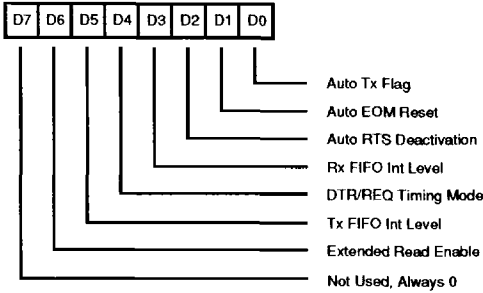 D7 D6 D5 D4 D3 D2 D1 D0
Auto Tx Flag
Auto EOM Reset
Auto RTS Deactivation
Rx FIFO Int Level
DTR/REQ Timing Mode
Tx FIFO Int Level
Extended Read Enable
Not Used, Always 0